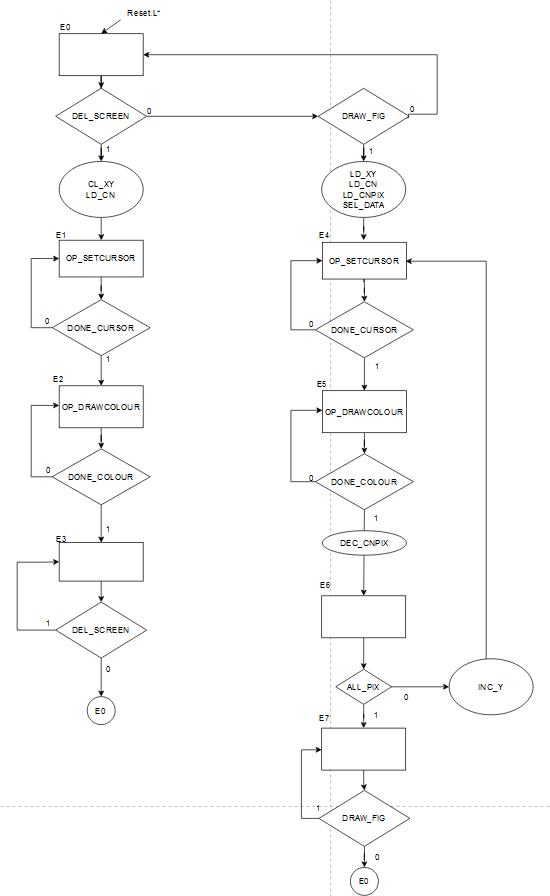 Reset.L"
E0
DEL_SCREEN
0
DRAW_FIG
0
1
1
CL_XY
LD_CN
LD_XY
LD_CN
LD_CNPIX
SEL_DATA
E1
OP_SETCURSOR
0
DONE_CURSOR
1
E2
OP_DRAWCOLOUR
0
DONE_COLOUR
1
E3
1
DEL_SCREEN
0
E0
E4
OP_SETCURSOR
0
DONE_CURSOR
1
E5
OP_DRAWCOLOUR
0
DONE_COLOUR
1
DEC_CNPIX
E6
ALL_PIX
0
INC_Y
1
E7
1
DRAW_FIG
0
E0